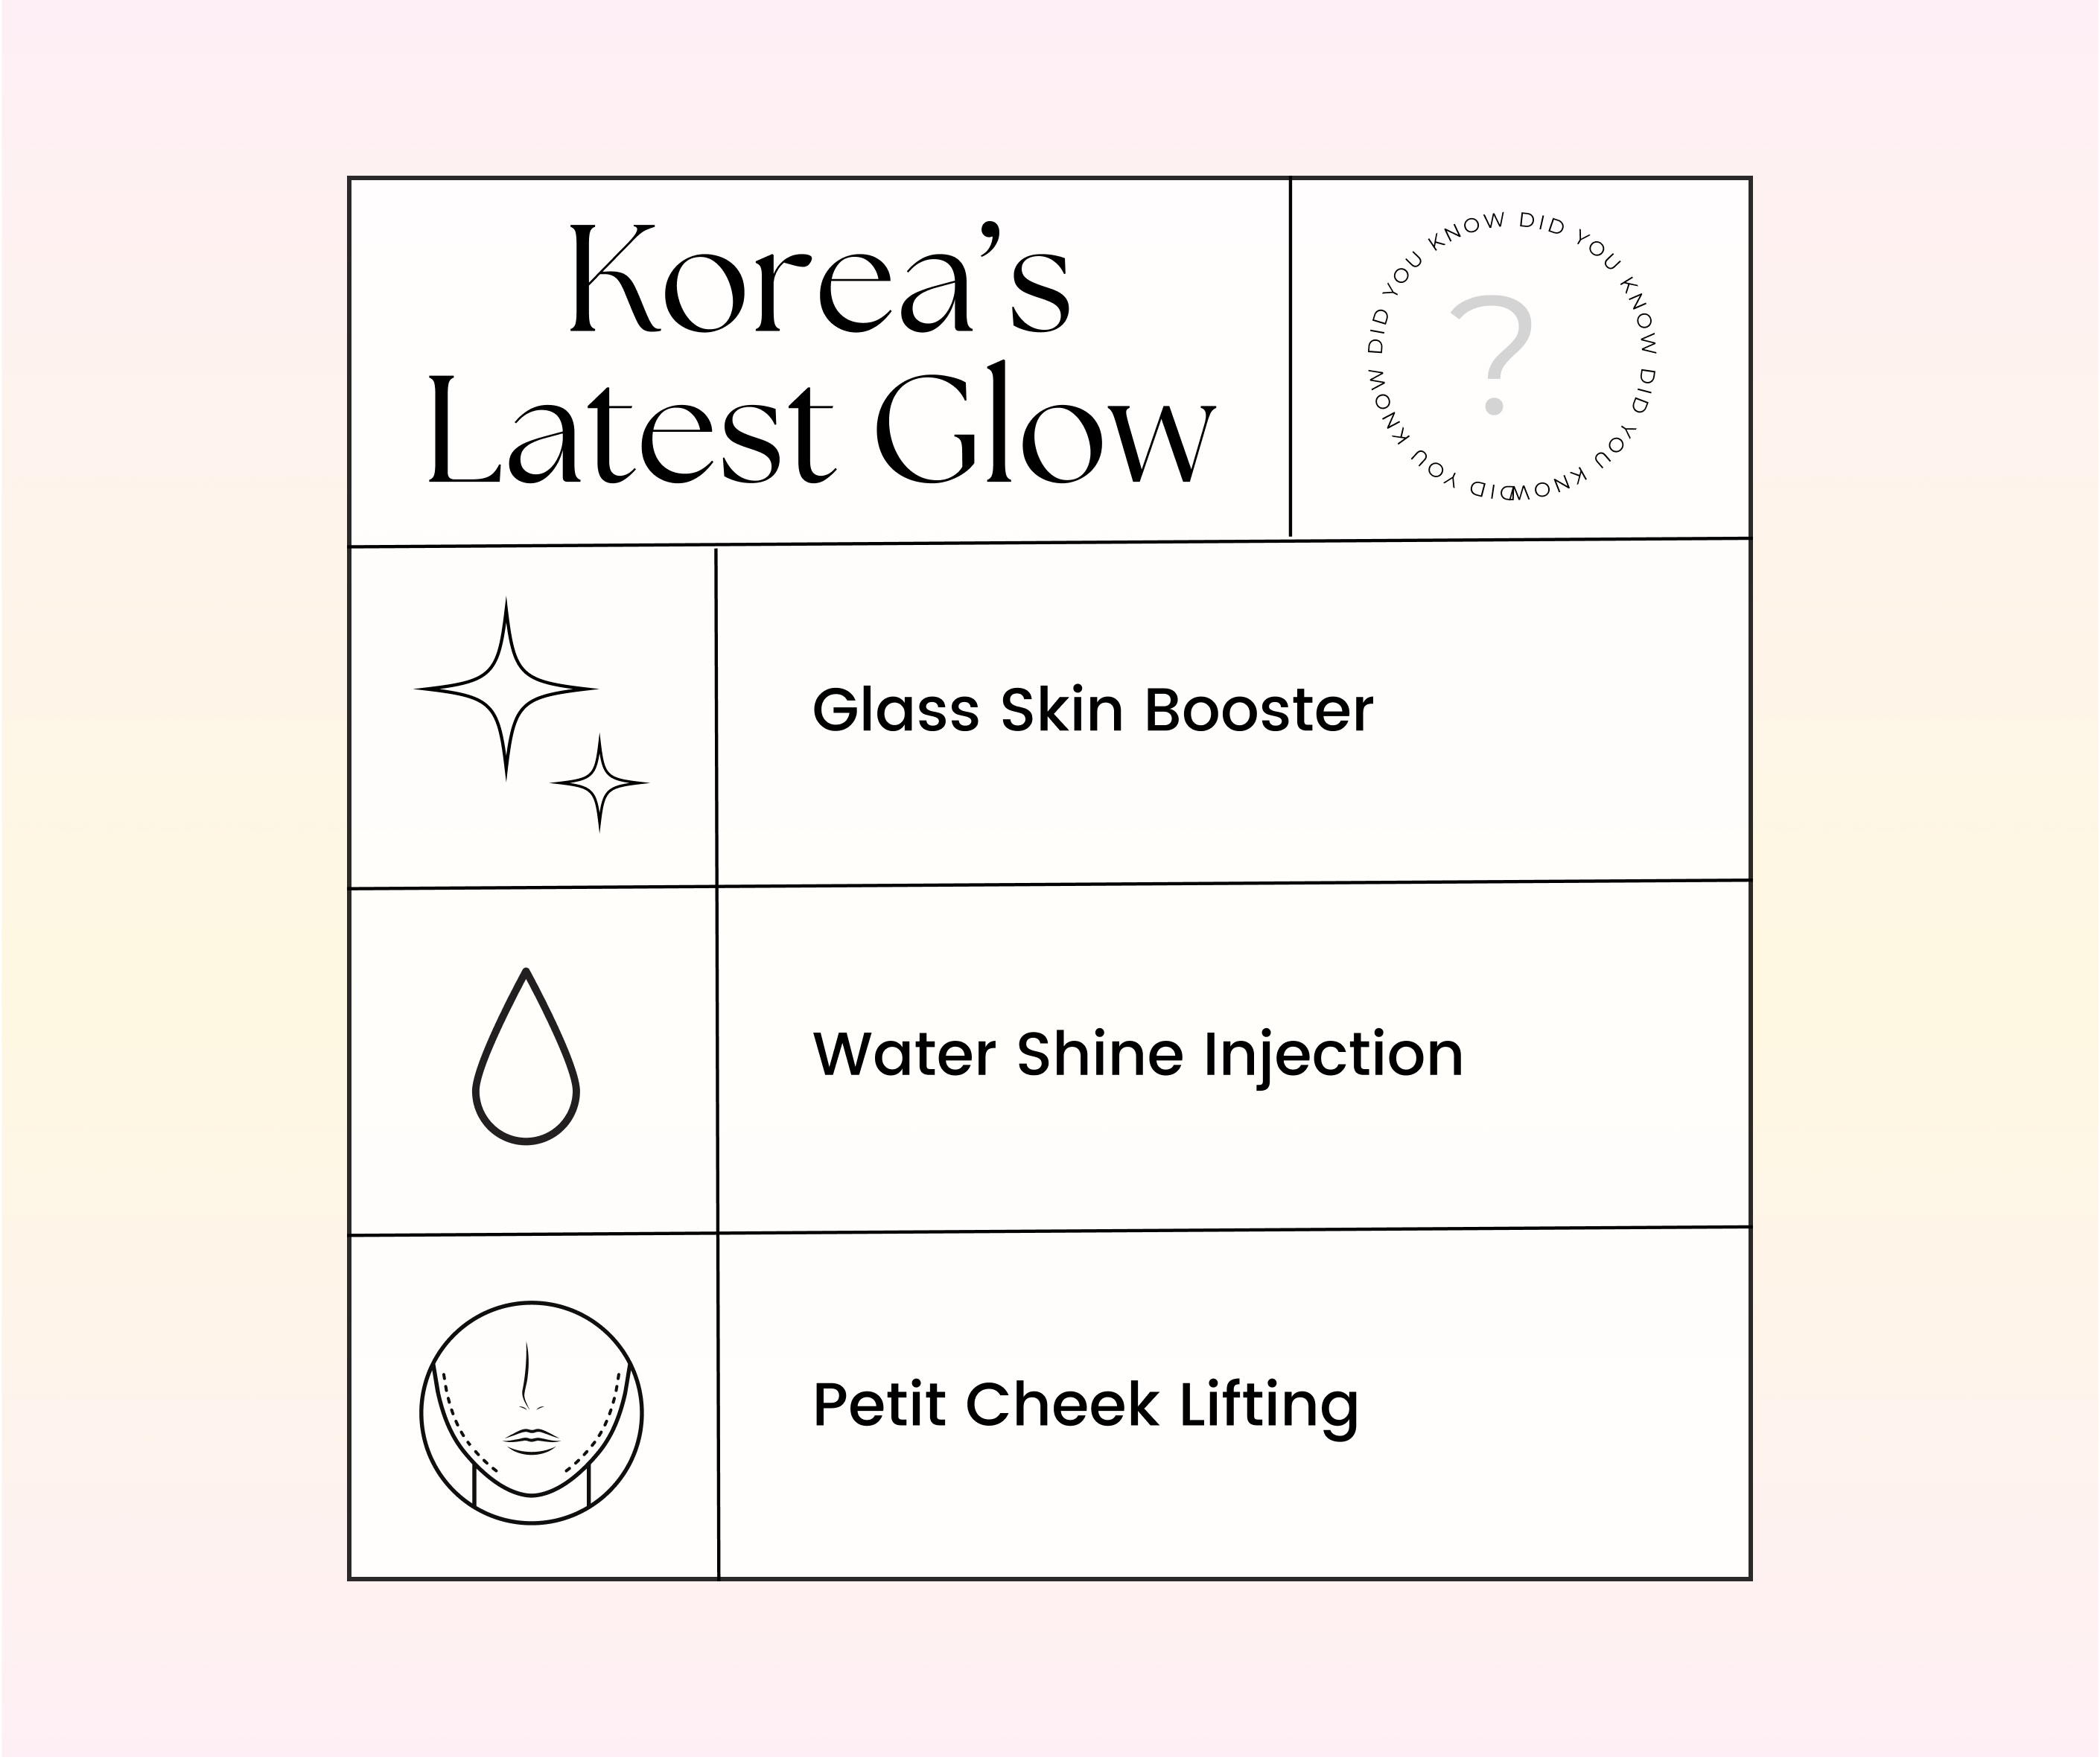 Korea’s
Latest Glow
DID YOU KNOW DID YOU KNOW DID YOU KNOW DID YOU KNOW
?
Glass Skin Booster
Water Shine Injection
Petit Cheek Lifting